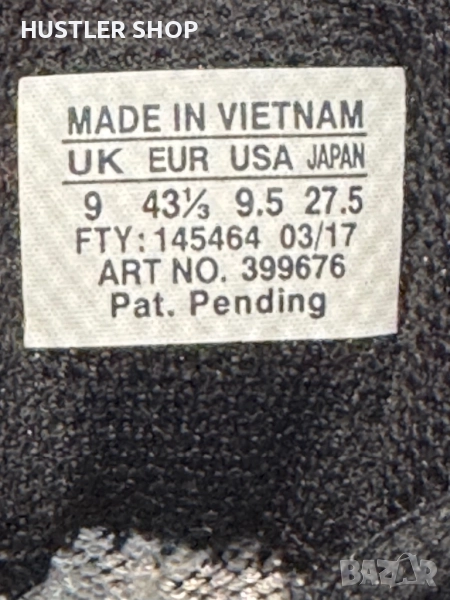 HUSTLER SHOP
MADE IN VIETNAM
UK EUR USA JAPAN
9 43⅓ 9.5 27.5
FTY: 145464 03/17
ART NO. 399676
Pat. Pending
BAZAR